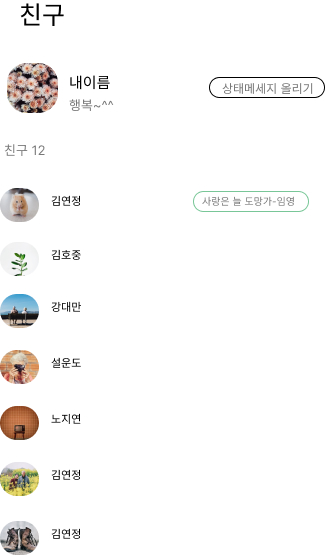 친구
내이름
상태메세지 올리기
행복~^^
친구 12
김연정
사랑은 늘 도망가-임영
김호중
강대만
설운도
노지연
김연정
김연정